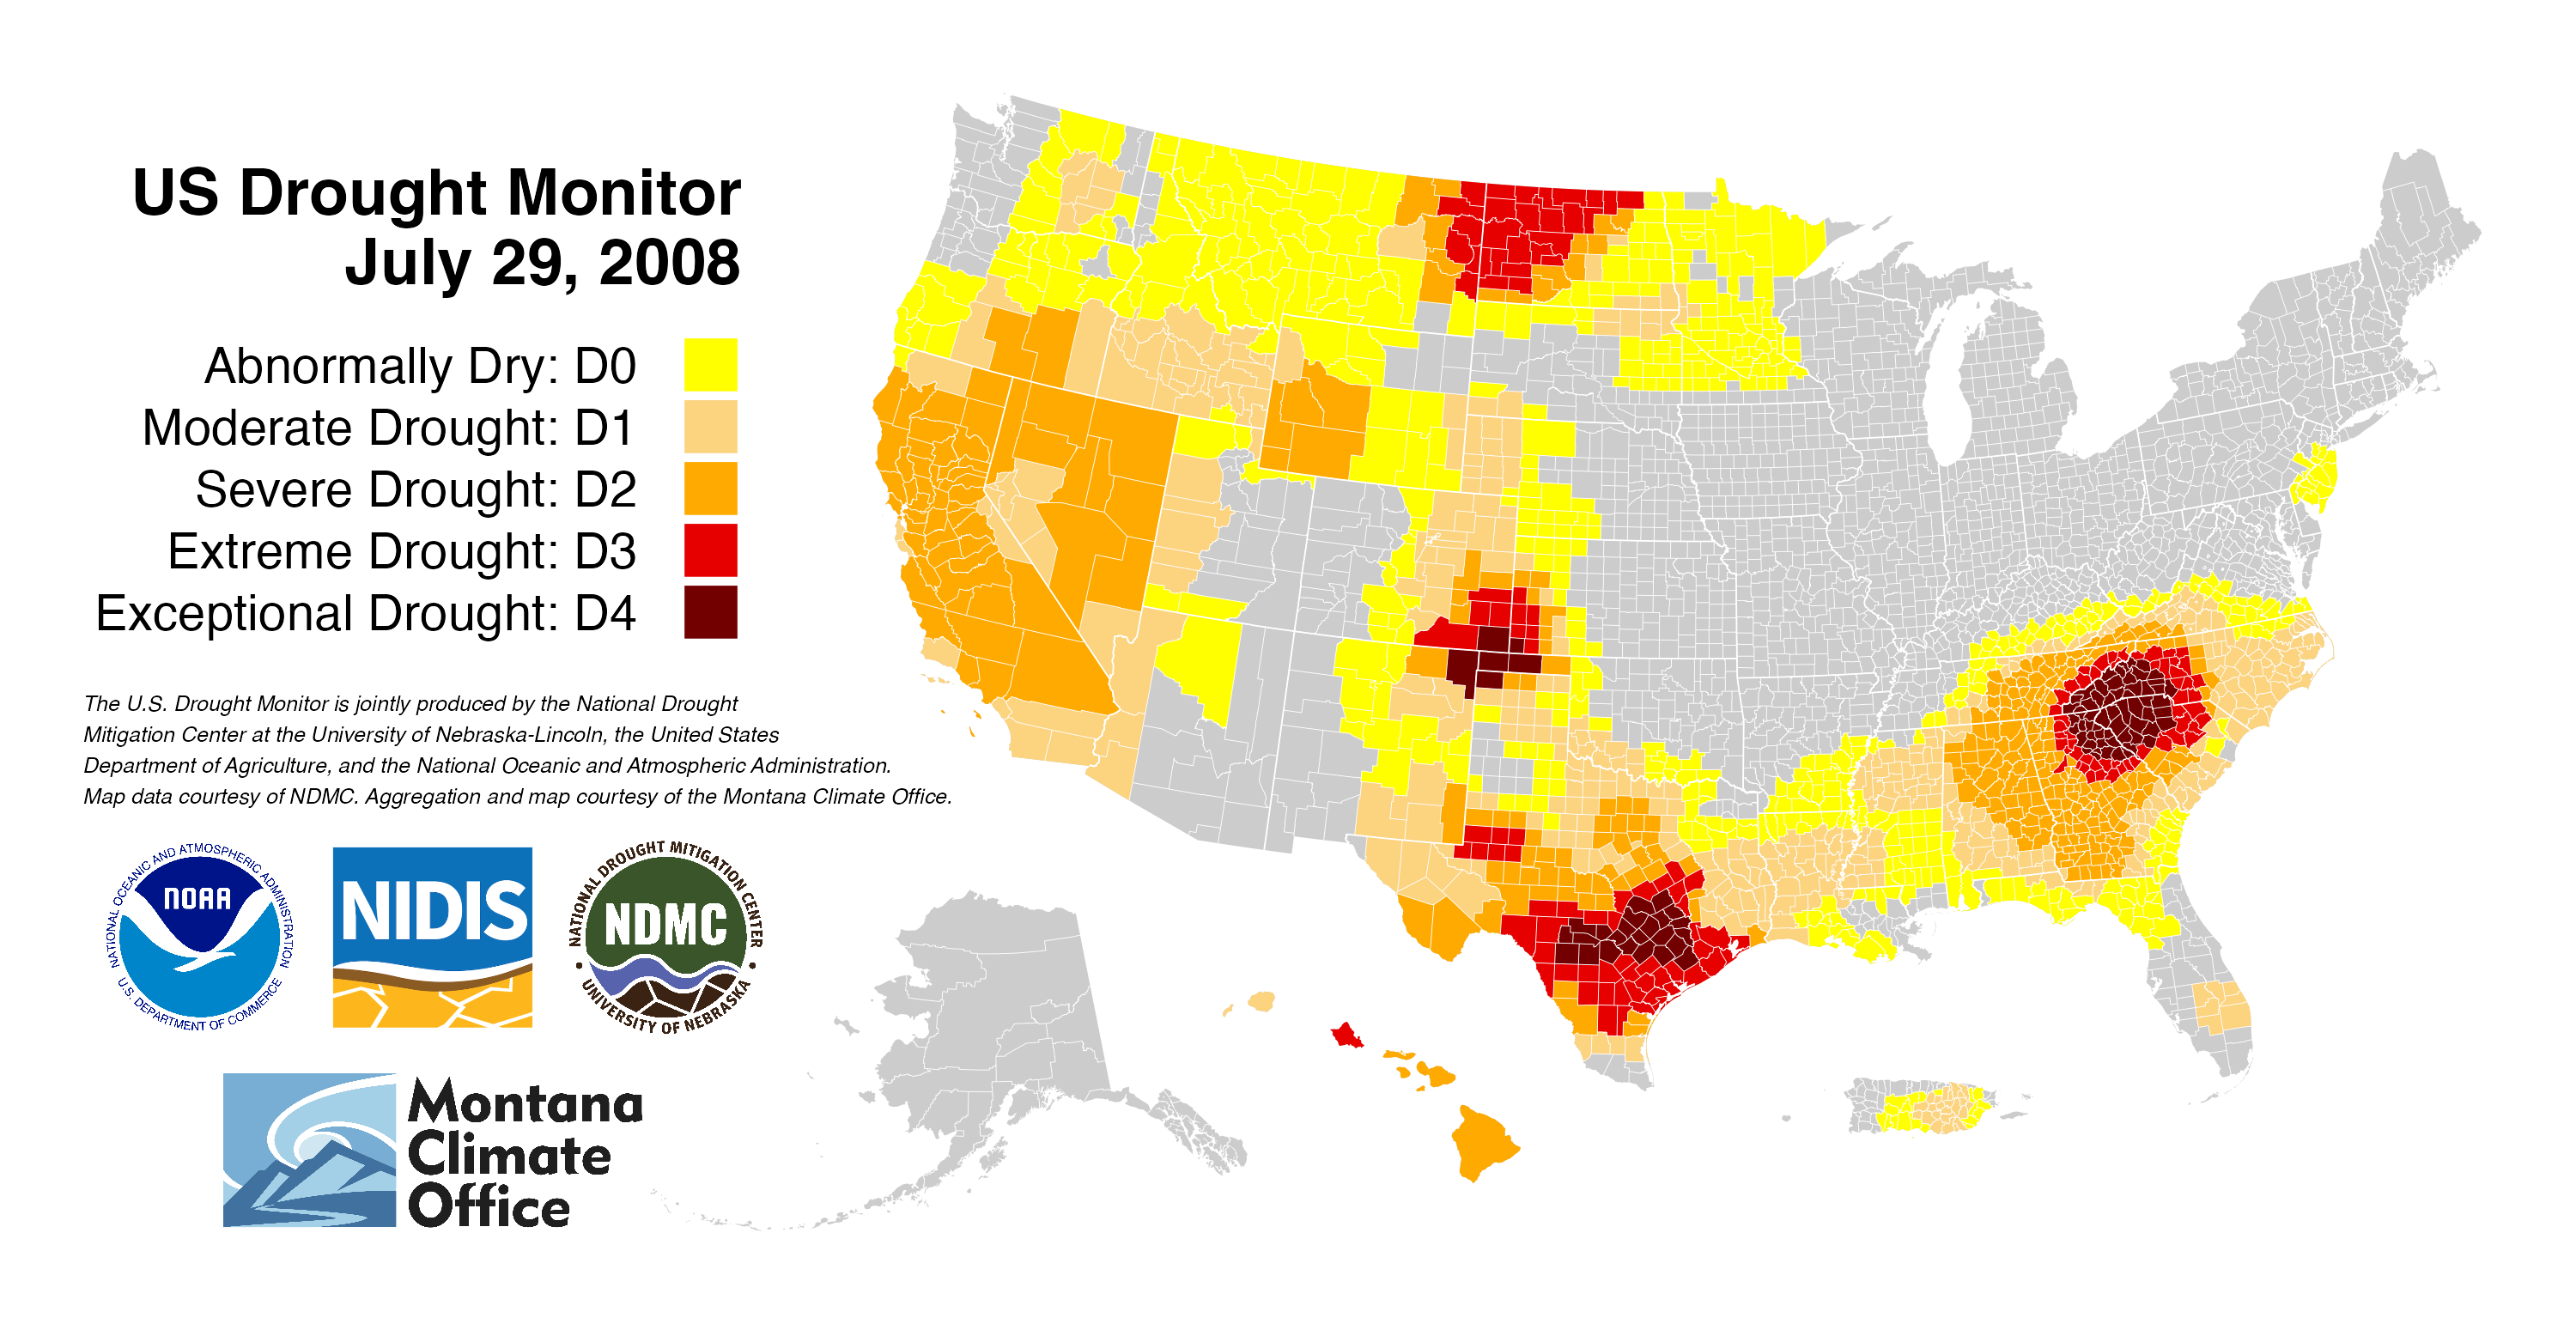 US Drought Monitor
July 29, 2008
Abnormally Dry: D0
Moderate Drought: D1
Severe Drought: D2
Extreme Drought: D3
Exceptional Drought: D4
The U.S. Drought Monitor is jointly produced by the National Drought
Mitigation Center at the University of Nebraska-Lincoln, the United States
Department of Agriculture, and the National Oceanic and Atmospheric Administration.
Map data courtesy of NDMC. Aggregation and map courtesy of the Montana Climate Office.
NATIONAL OCEANIC AND ATMOSPHERIC ADMINISTRATION
NOAA
U.S. DEPARTMENT OF COMMERCE
NIDIS
NATIONAL DROUGHT MITIGATION CENTER
NDMC
UNIVERSITY OF NEBRASKA
Montana
Climate
Office